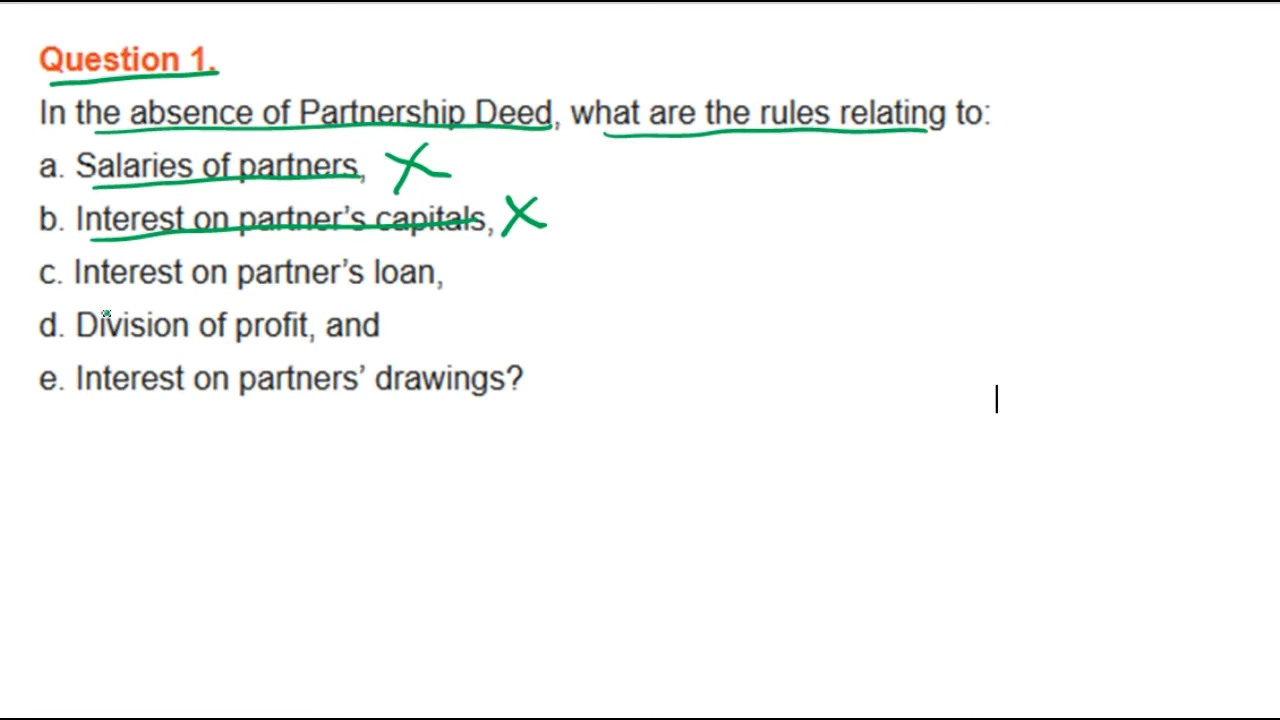 Question 1.
In the absence of Partnership Deed, what are the rules relating to:
a. Salaries of partners,
b. Interest on partner’s capitals,
c. Interest on partner’s loan,
d. Division of profit, and
e. Interest on partners’ drawings?